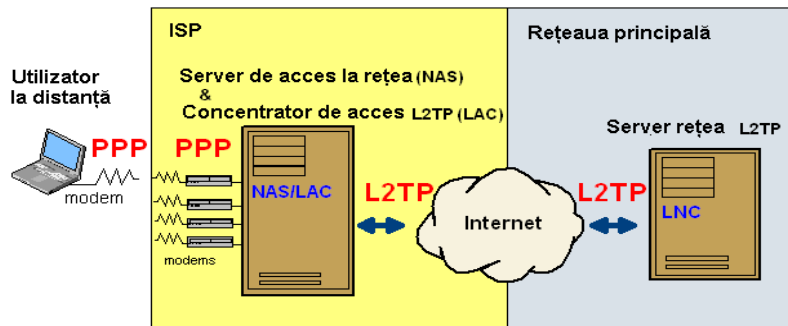 ISP
Rețeaua principală
Utilizator
la distanță
Server de acces la rețea (NAS)
&
Concentrator de acces L2TP (LAC)
Server rețea L2TP
PPP
PPP
modem
NAS/LAC
L2TP
Internet
L2TP
LNC
modems